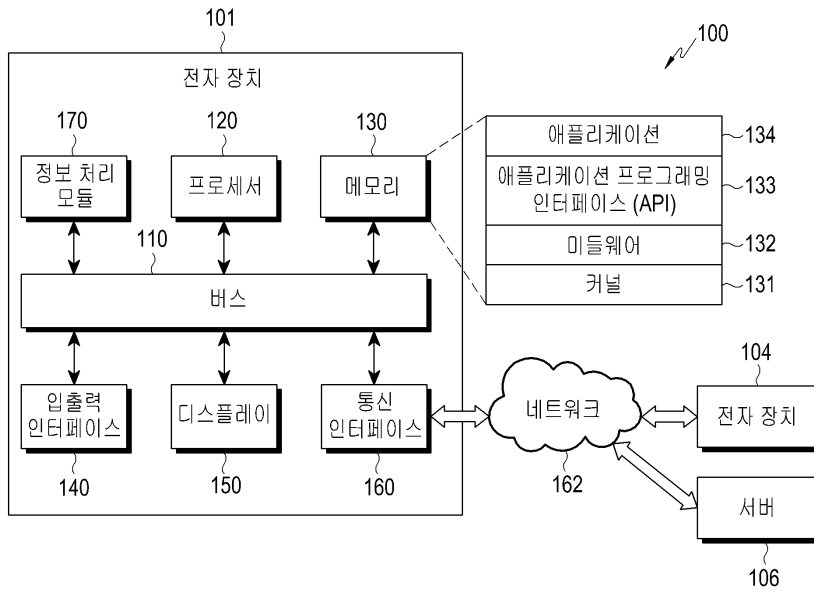 101
100
전자 장치
170
120
130
정보 처리
모듈
프로세서
메모리
애플리케이션
134
애플리케이션 프로그래밍
인터페이스 (API)
133
미들웨어
132
커널
131
110
버스
입출력
인터페이스
디스플레이
통신
인터페이스
140
150
160
네트워크
162
104
전자 장치
서버
106